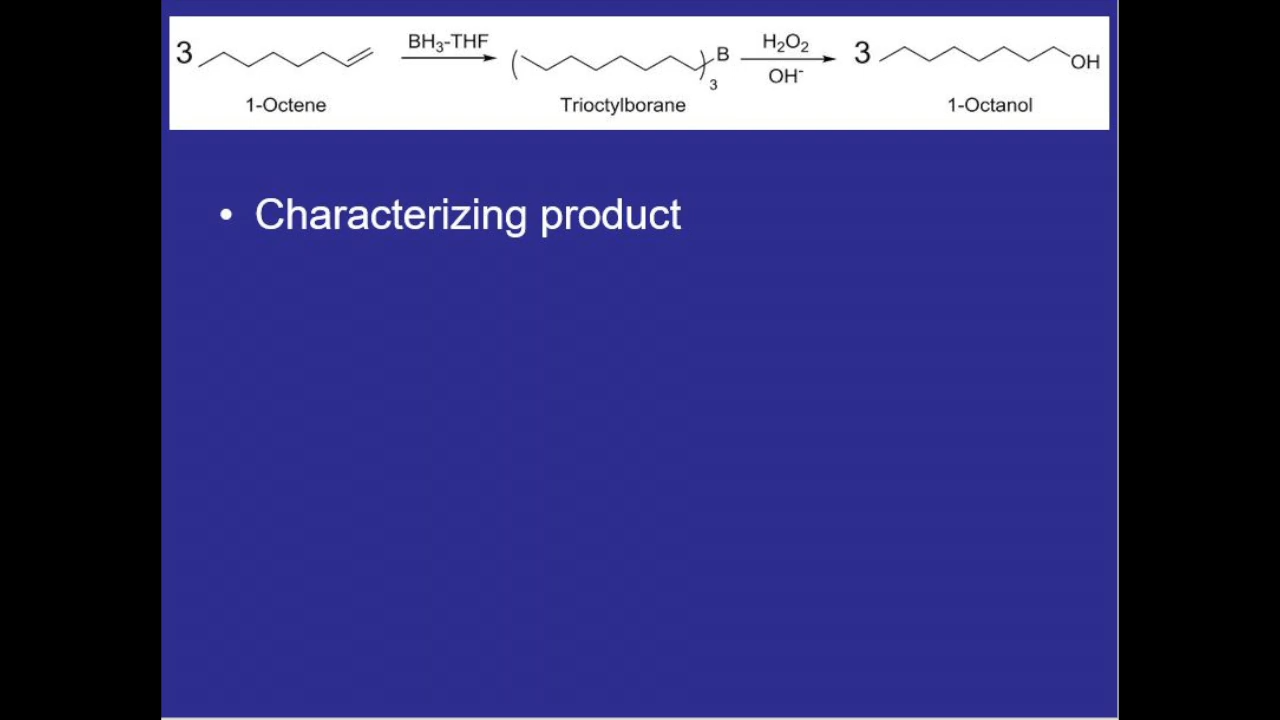 3 BH₃-THF ( )₃ B H₂O₂ OH⁻ 3 OH
1-Octene Trioctylborane 1-Octanol
• Characterizing product